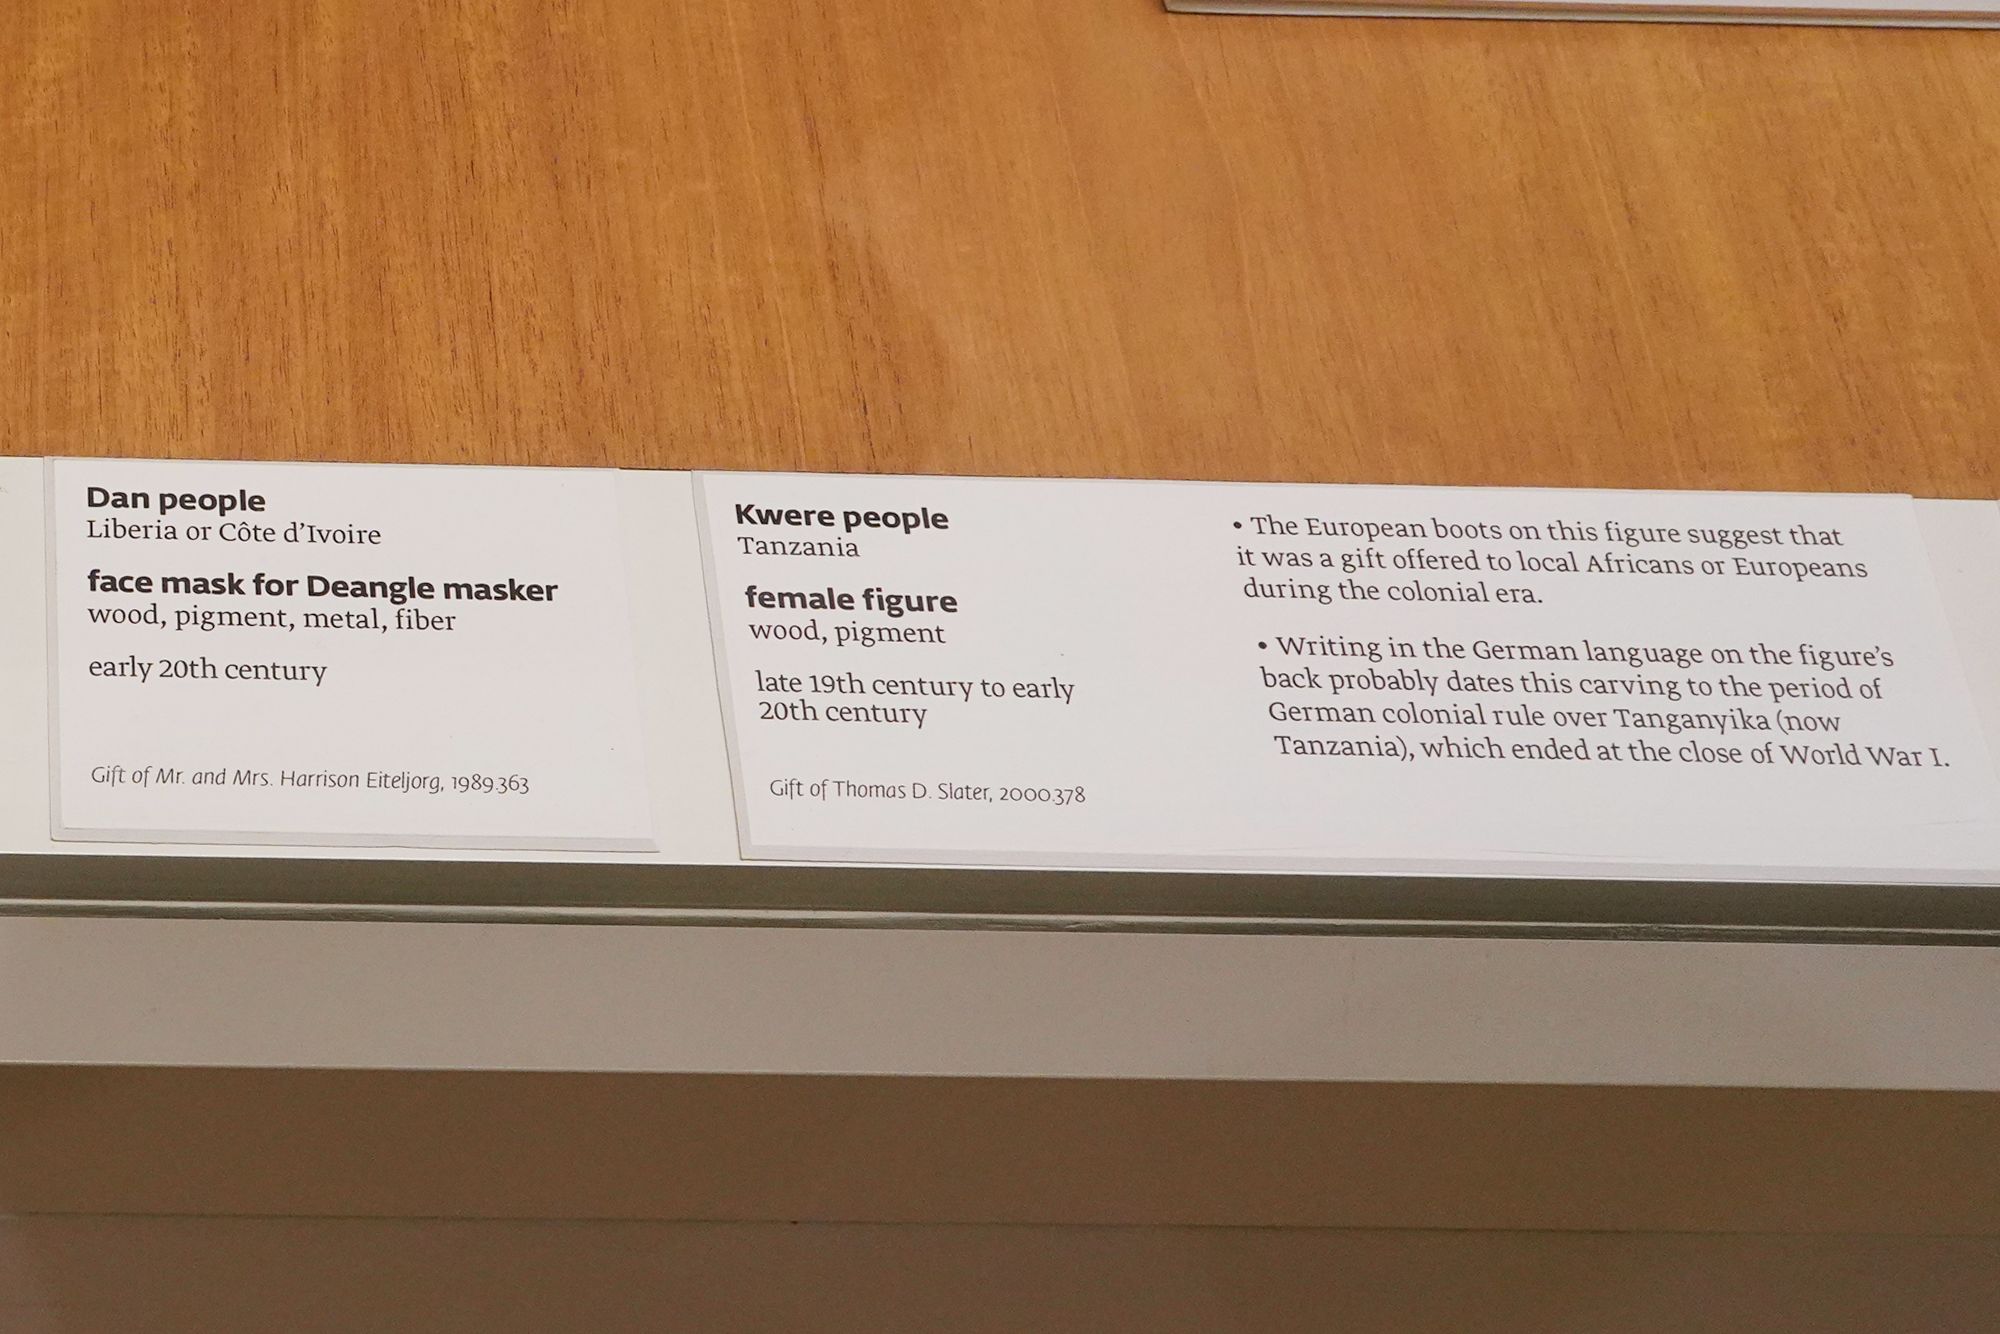 Dan people
Liberia or Côte d'Ivoire
face mask for Deangle masker
wood, pigment, metal, fiber
early 20th century
Gift of Mr. and Mrs. Harrison Eiteljorg, 1989.363
Kwere people
Tanzania
female figure
wood, pigment
late 19th century to early
20th century
Gift of Thomas D. Slater, 2000.378
• The European boots on this figure suggest that
it was a gift offered to local Africans or Europeans
during the colonial era.
• Writing in the German language on the figure's
back probably dates this carving to the period of
German colonial rule over Tanganyika (now
Tanzania), which ended at the close of World War I.